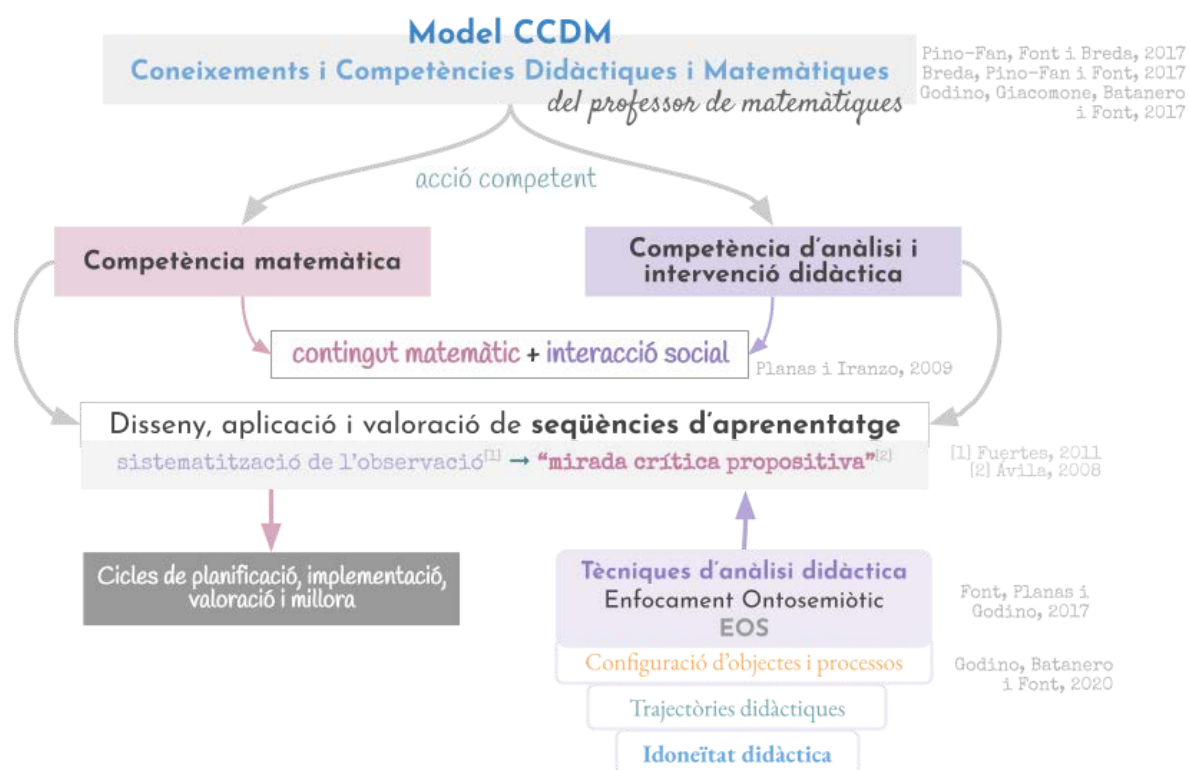 Model CCDM
Coneixements i Competències Didàctiques i Matemàtiques
del professor de matemàtiques
Pino-Fan, Font i Breda, 2017
Breda, Pino-Fan i Font, 2017
Godino, Giacomone, Batanero
i Font, 2017
acció competent
Competència matemàtica
Competència d'anàlisi i
intervenció didàctica
contingut matemàtic + interacció social
Planas i Iranzo, 2009
Disseny, aplicació i valoració de seqüències d'aprenentatge
sistematització de l'observació[1] → "mirada crítica propositiva"[2]
[1] Fuertes, 2011
[2] Ávila, 2008
Cicles de planificació, implementació,
valoració i millora
Tècniques d'anàlisi didàctica
Enfocament Ontosemiòtic
EOS
Font, Planas i
Godino, 2017
Configuració d'objectes i processos
Godino, Batanero
i Font, 2020
Trajectòries didàctiques
Idoneïtat didàctica